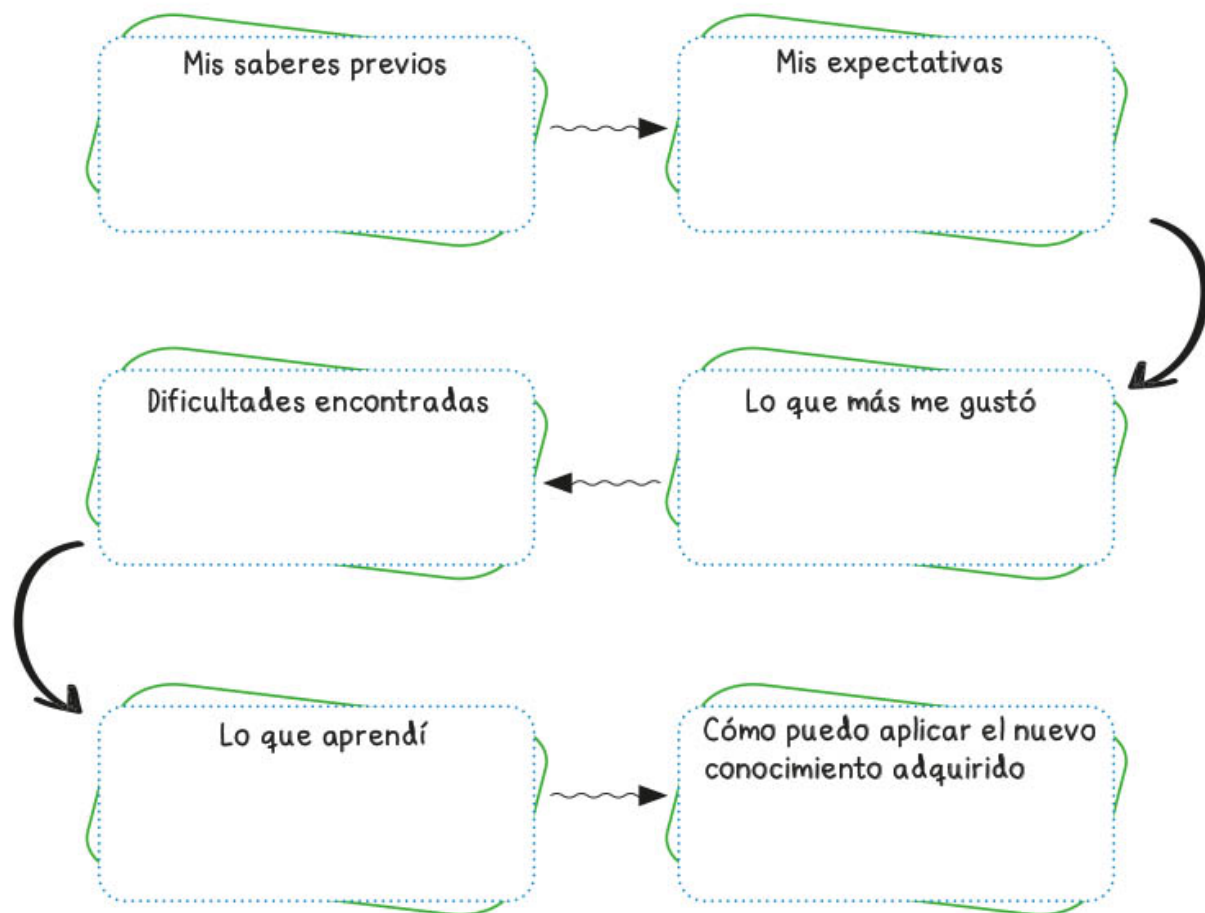 Mis saberes previos
Mis expectativas
Lo que más me gustó
Dificultades encontradas
Lo que aprendí
Cómo puedo aplicar el nuevo
conocimiento adquirido